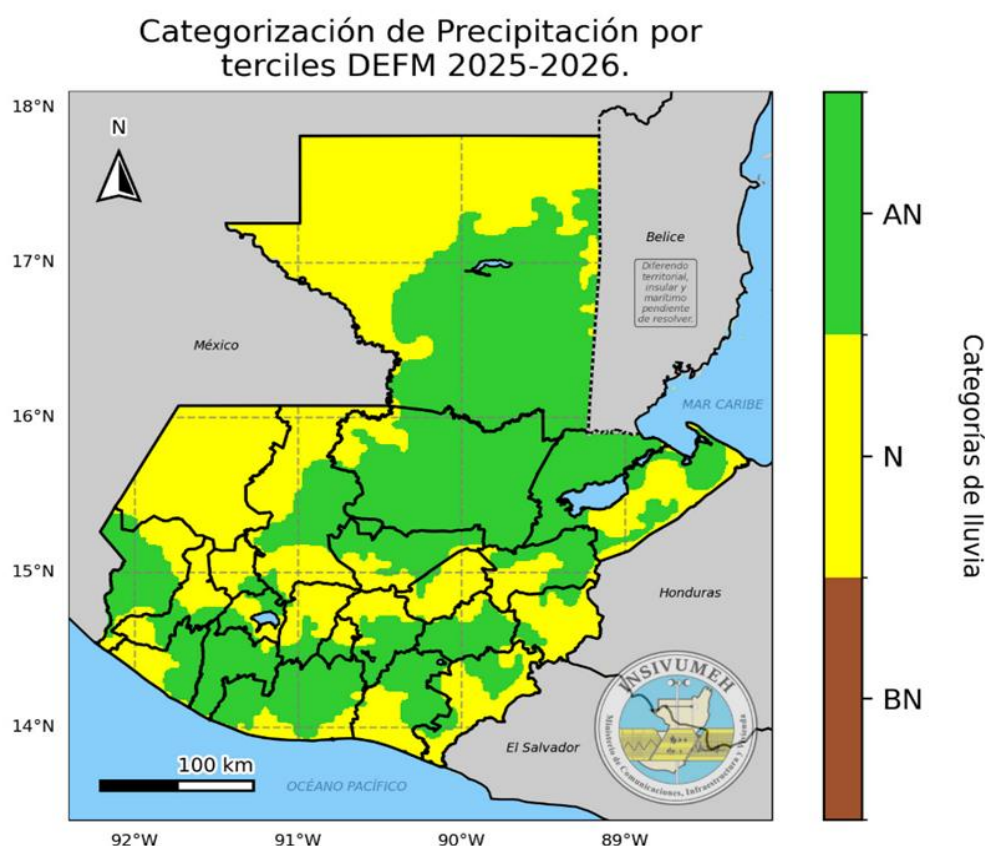 Categorización de Precipitación por
terciles DEFM 2025-2026.
18°N
17°N
16°N
15°N
14°N
N
México
Belice
Diferendo
territorial,
insular y
marítimo
pendiente
de resolver.
MAR CARIBE
Honduras
El Salvador
OCÉANO PACÍFICO
100 km
INSIVUMEH
Ministerio de Comunicaciones, Infraestructura y Vivienda
92°W
91°W
90°W
89°W
AN
N
BN
Categorías de lluvia